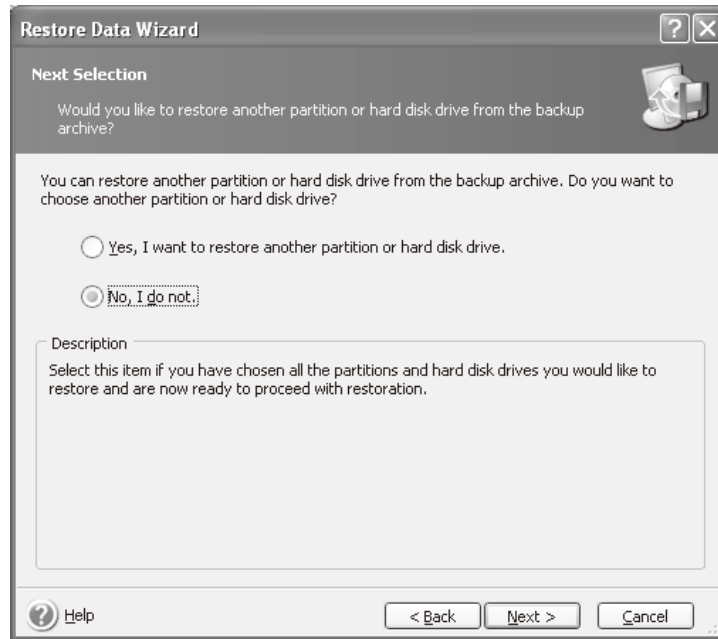 Restore Data Wizard
Next Selection
Would you like to restore another partition or hard disk drive from the backup
archive?
You can restore another partition or hard disk drive from the backup archive. Do you want to
choose another partition or hard disk drive?
Yes, I want to restore another partition or hard disk drive.
No, I do not.
Description
Select this item if you have chosen all the partitions and hard disk drives you would like to
restore and are now ready to proceed with restoration.
Help
< Back
Next >
Cancel